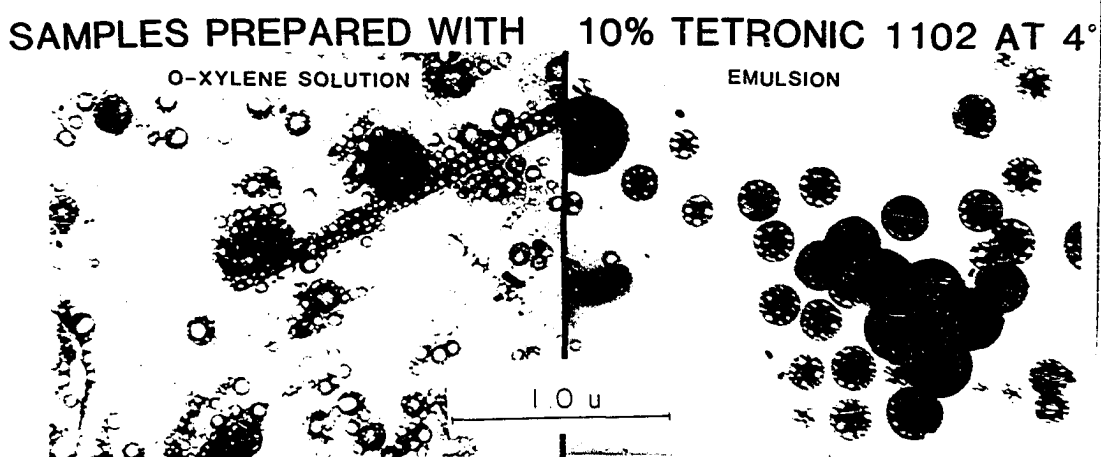 SAMPLES PREPARED WITH 10% TETRONIC 1102 AT 4°
O-XYLENE SOLUTION EMULSION
1.0 u